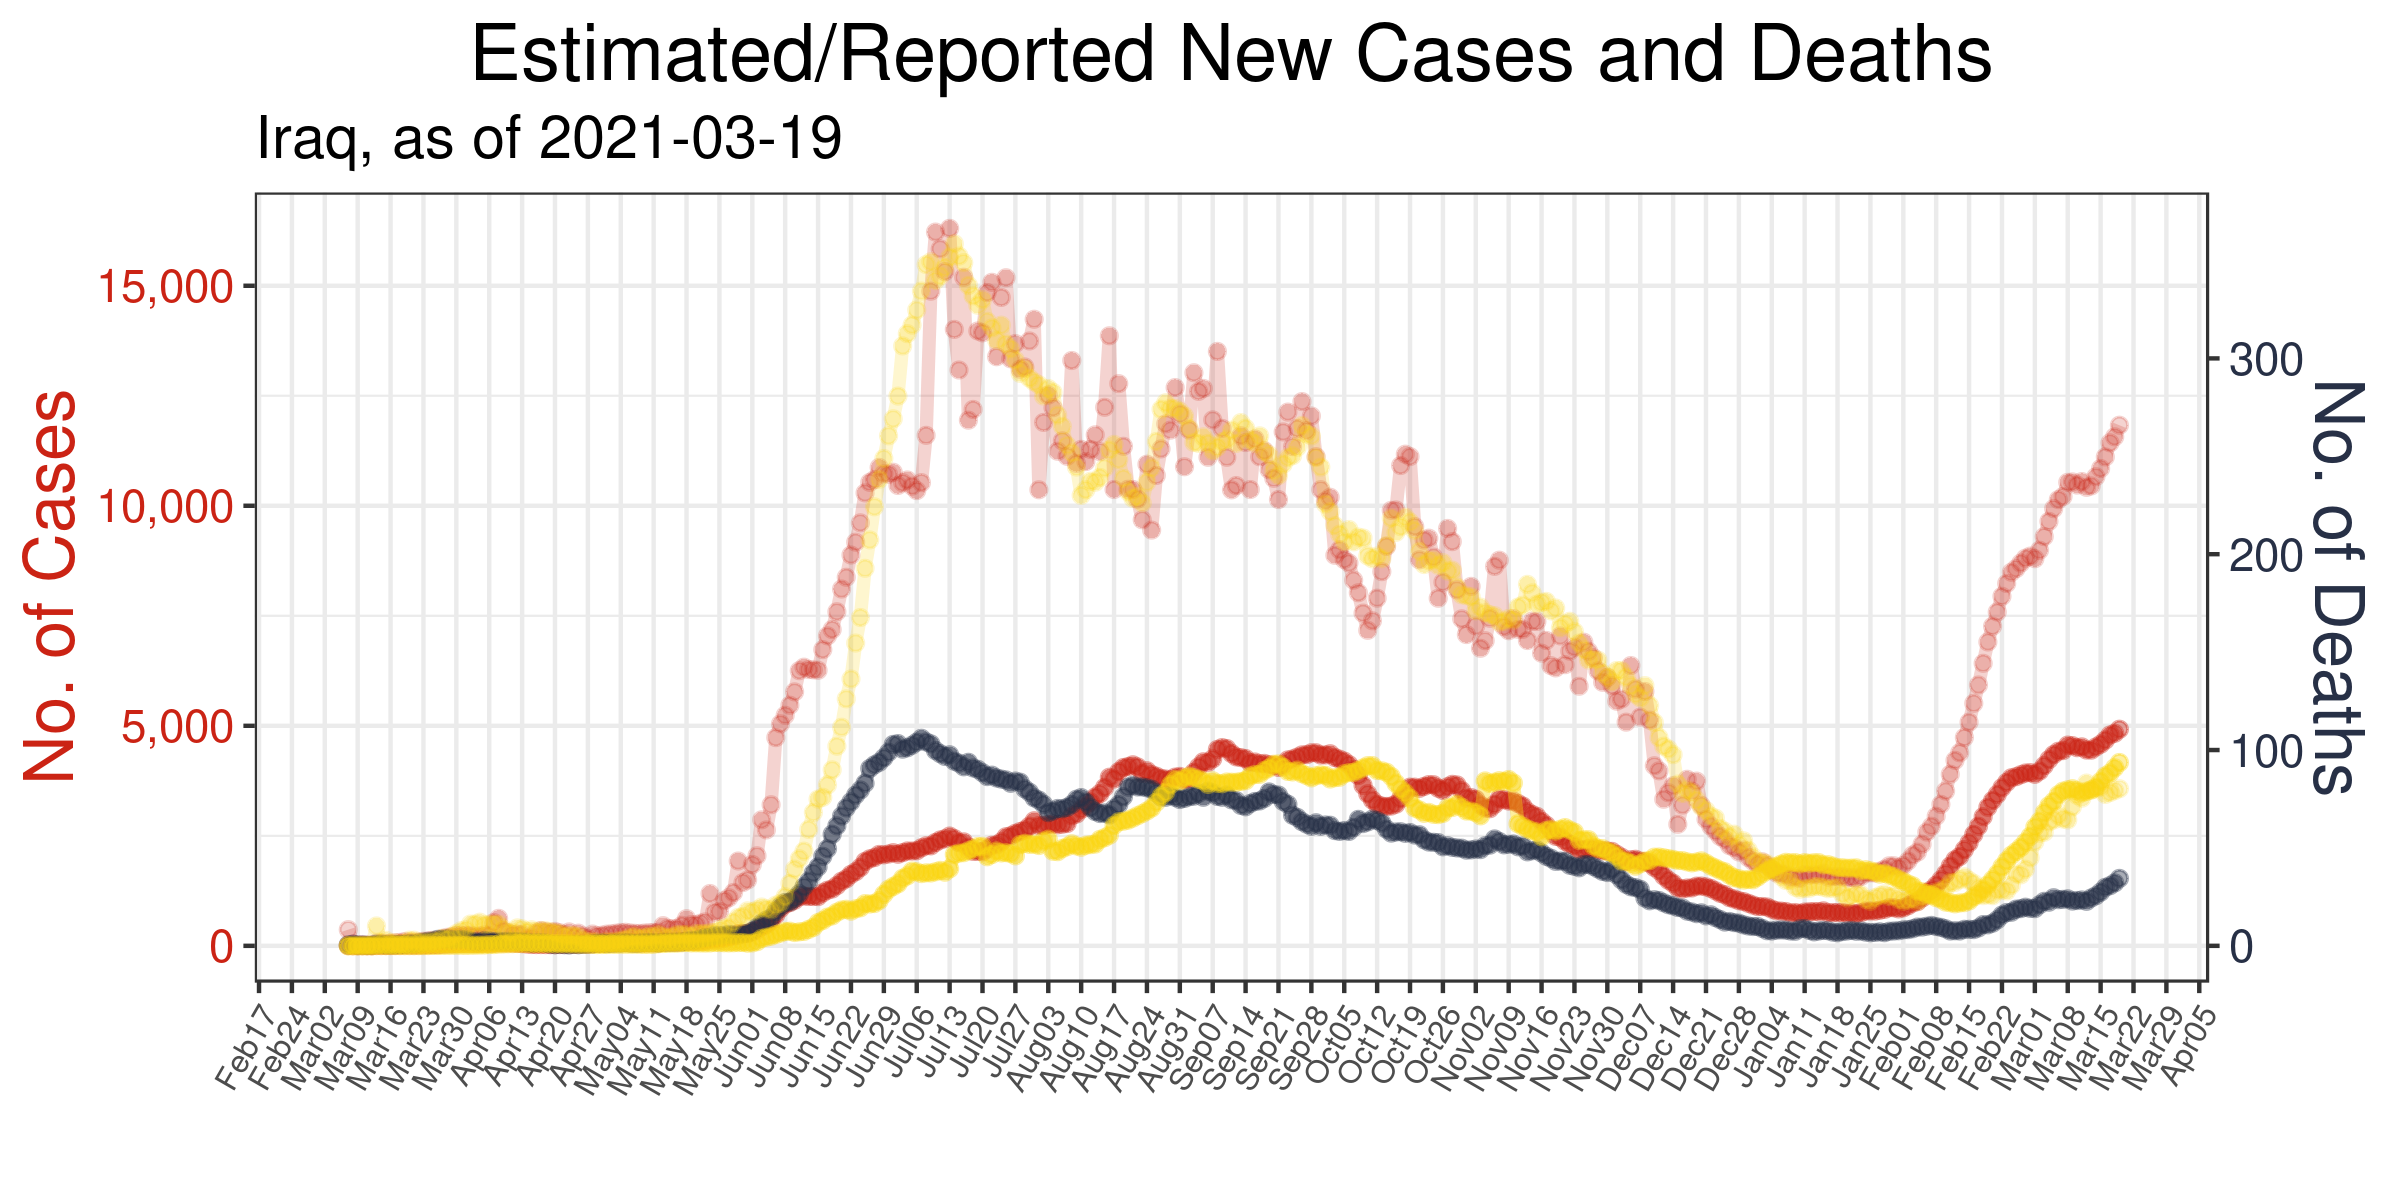 Estimated/Reported New Cases and Deaths
Iraq, as of 2021-03-19
No. of Cases
15,000
10,000
5,000
0
300
200
100
0
No. of Deaths
Feb17
Feb24
Mar02
Mar09
Mar16
Mar23
Mar30
Apr06
Apr13
Apr20
Apr27
May04
May11
May18
May25
Jun01
Jun08
Jun15
Jun22
Jun29
Jul06
Jul13
Jul20
Jul27
Aug03
Aug10
Aug17
Aug24
Aug31
Sep07
Sep14
Sep21
Sep28
Oct05
Oct12
Oct19
Oct26
Nov02
Nov09
Nov16
Nov23
Nov30
Dec07
Dec14
Dec21
Dec28
Jan04
Jan11
Jan18
Jan25
Feb01
Feb08
Feb15
Feb22
Mar01
Mar08
Mar15
Mar22
Mar29
Apr05